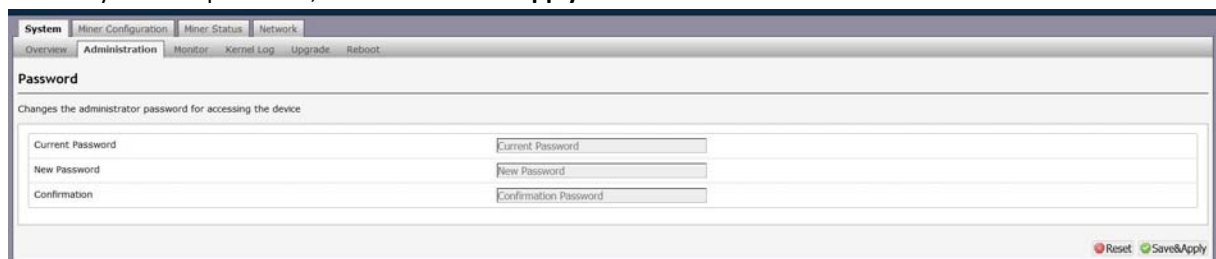 System Miner Configuration Miner Status Network
Overview Administration Monitor Kernel Log Upgrade Reboot
Password
Changes the administrator password for accessing the device
Current Password Current Password
New Password New Password
Confirmation Confirmation Password
Reset Save&Apply